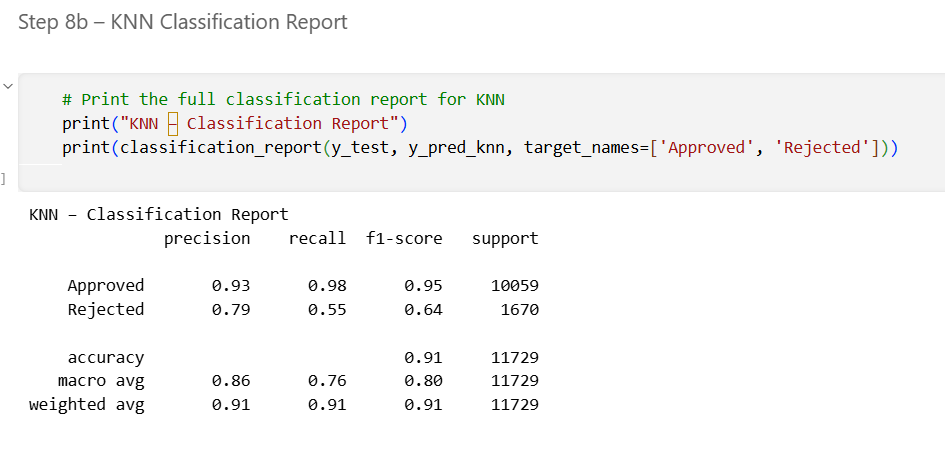 Step 8b – KNN Classification Report
# Print the full classification report for KNN
print("KNN – Classification Report")
print(classification_report(y_test, y_pred_knn, target_names=['Approved', 'Rejected']))
]
KNN – Classification Report
precision recall f1-score support
Approved 0.93 0.98 0.95 10059
Rejected 0.79 0.55 0.64 1670
accuracy 0.91 11729
macro avg 0.86 0.76 0.80 11729
weighted avg 0.91 0.91 0.91 11729